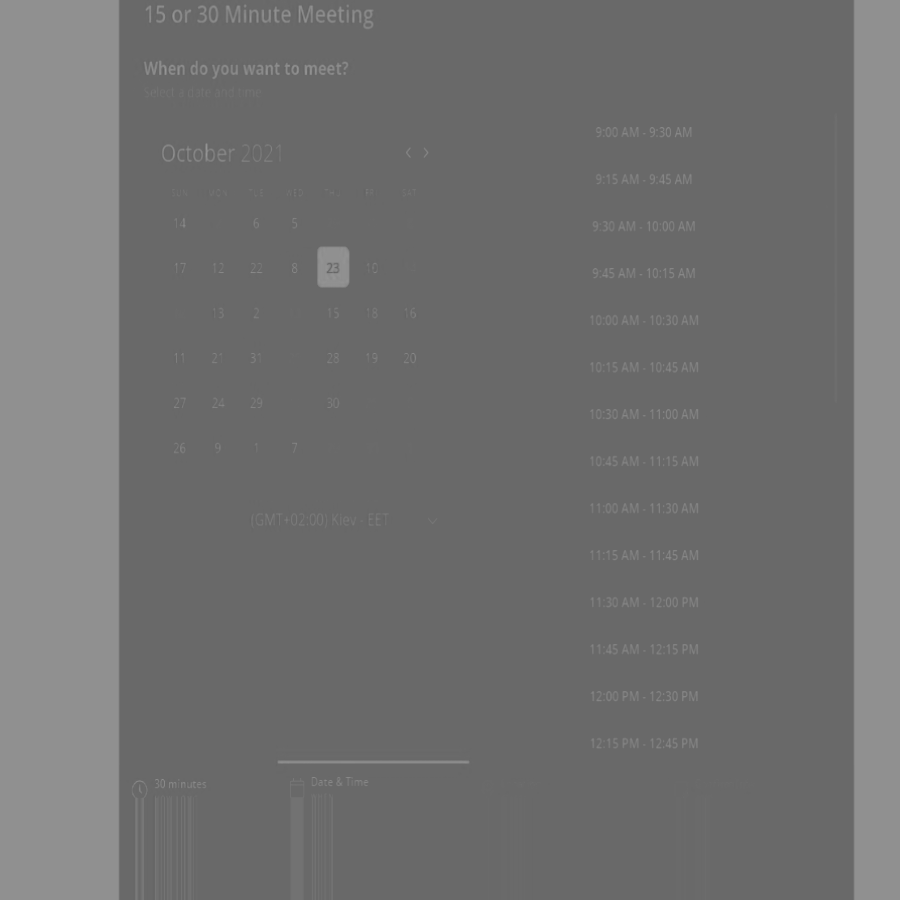 15 or 30 Minute Meeting
When do you want to meet?
Select a date and time
October 2021
SUN MON TUE WED THU FRI SAT
14 6 5
17 12 22 8 23 10
13 2 15 18 16
11 21 31 28 19 20
27 24 29 30
26 9 1 7
(GMT+02:00) Kiev - EET
9:00 AM - 9:30 AM
9:15 AM - 9:45 AM
9:30 AM - 10:00 AM
9:45 AM - 10:15 AM
10:00 AM - 10:30 AM
10:15 AM - 10:45 AM
10:30 AM - 11:00 AM
10:45 AM - 11:15 AM
11:00 AM - 11:30 AM
11:15 AM - 11:45 AM
11:30 AM - 12:00 PM
11:45 AM - 12:15 PM
12:00 PM - 12:30 PM
12:15 PM - 12:45 PM
30 minutes
Date & Time